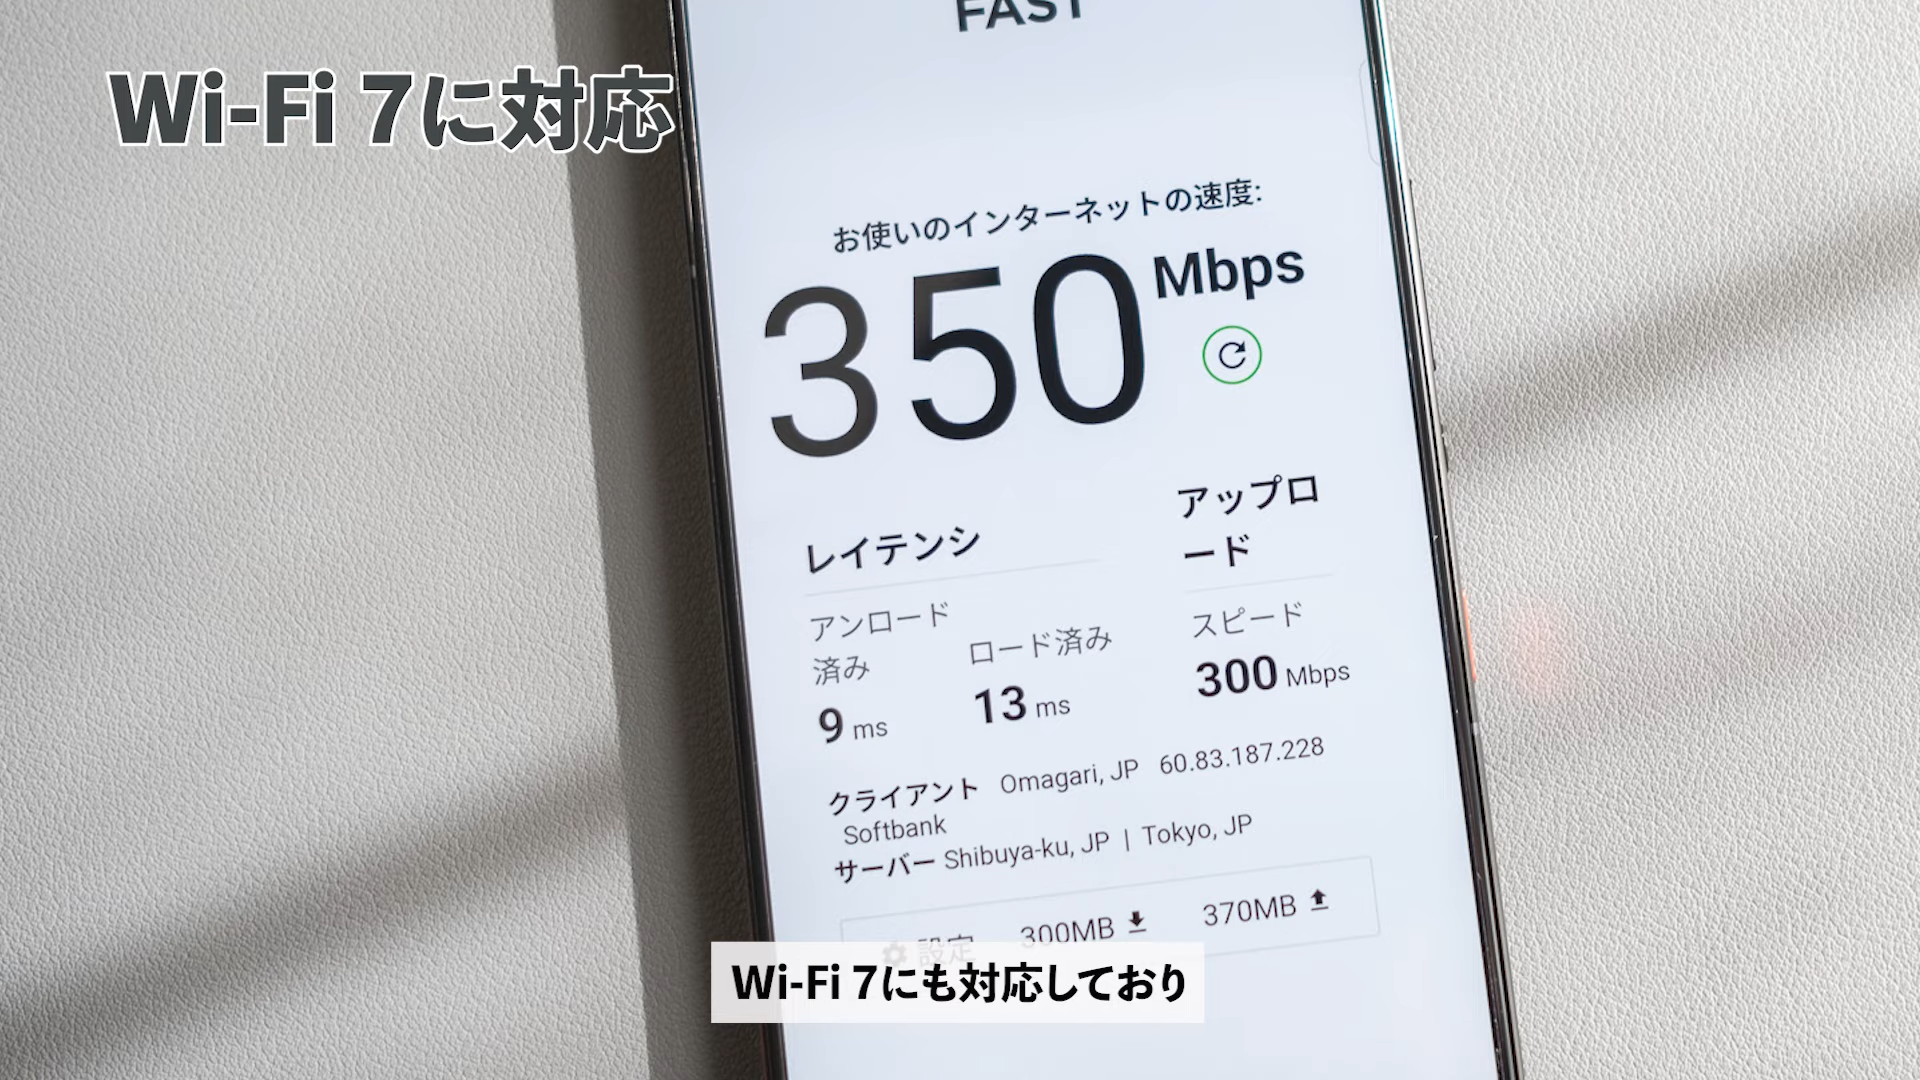 FAST
Wi-Fi 7に対応
お使いのインターネットの速度:
350 Mbps
レイテンシ
アップロ
ード
アンロード
済み
ロード済み
スピード
9 ms
13 ms
300 Mbps
クライアント Omagari, JP 60.83.187.228
Softbank
サーバー Shibuya-ku, JP | Tokyo, JP
設定 300MB 370MB
Wi-Fi 7にも対応しており